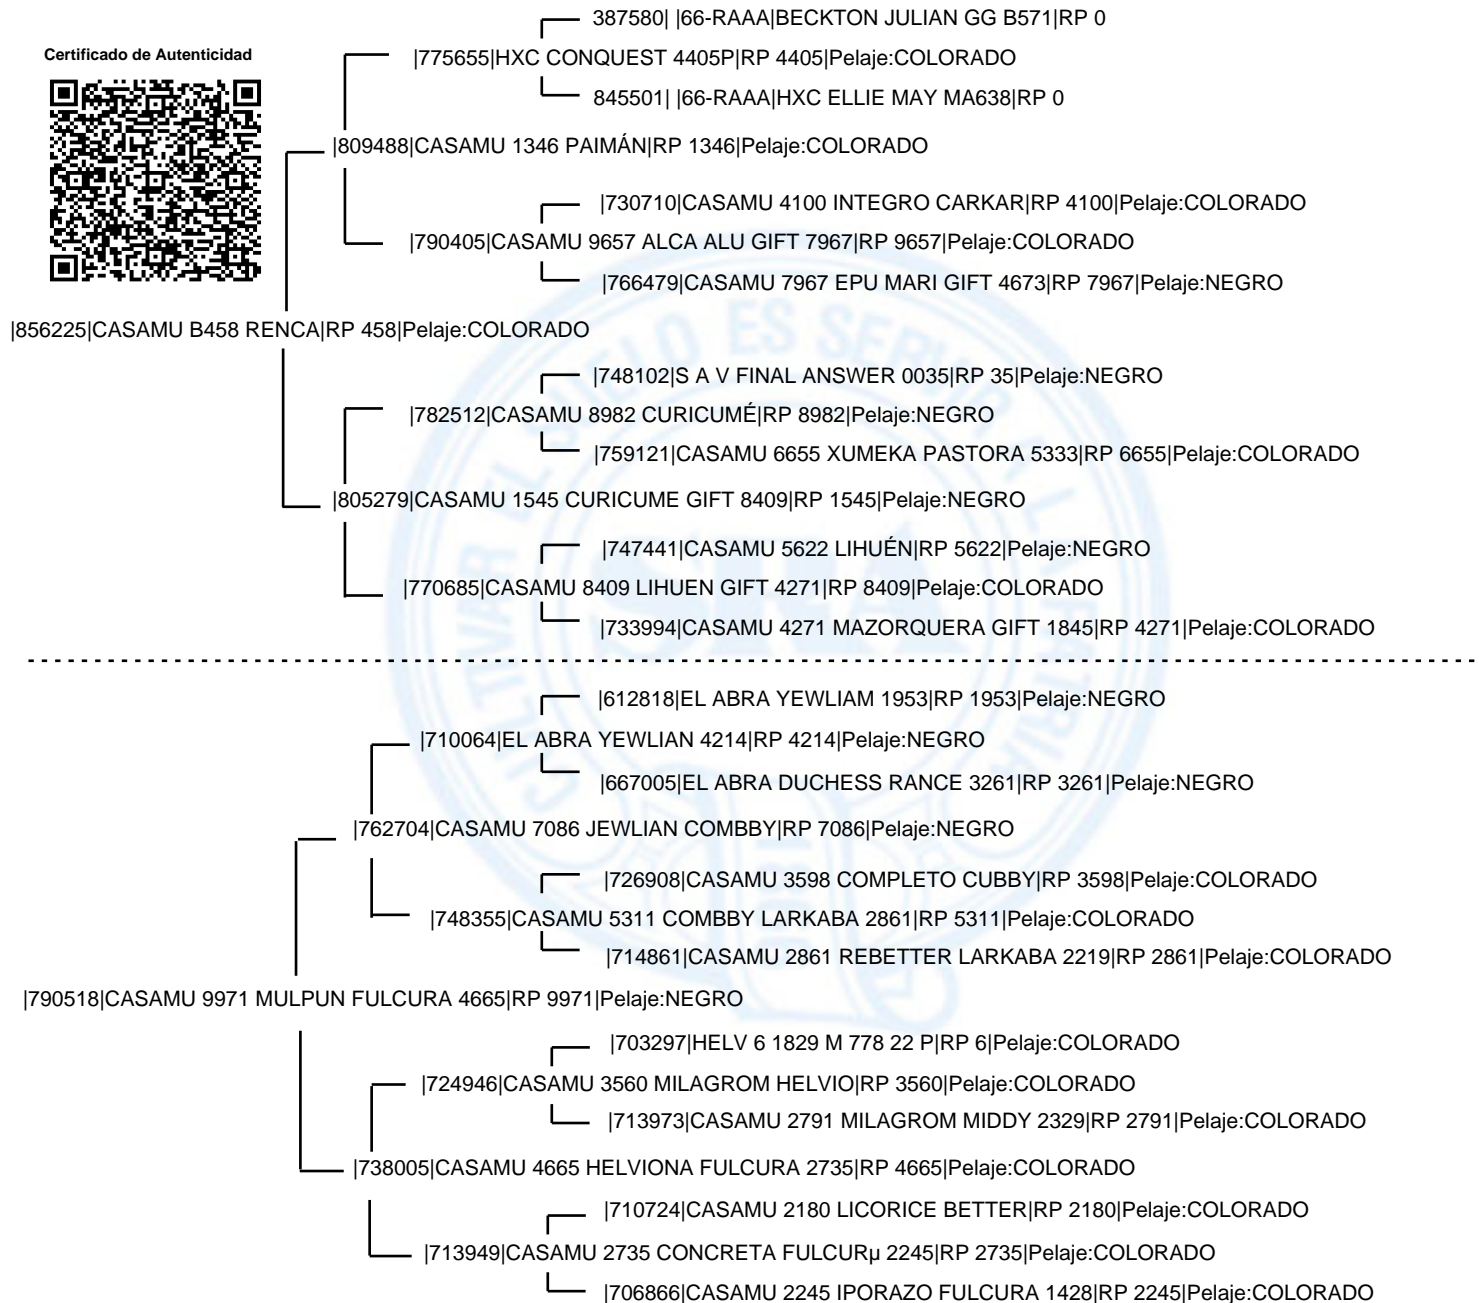 387580| |66-RAAA|BECKTON JULIAN GG B571|RP 0
Certificado de Autenticidad
|775655|HXC CONQUEST 4405P|RP 4405|Pelaje:COLORADO
845501| |66-RAAA|HXC ELLIE MAY MA638|RP 0
|809488|CASAMU 1346 PAIMÁN|RP 1346|Pelaje:COLORADO
|730710|CASAMU 4100 INTEGRO CARKAR|RP 4100|Pelaje:COLORADO
|790405|CASAMU 9657 ALCA ALU GIFT 7967|RP 9657|Pelaje:COLORADO
|766479|CASAMU 7967 EPU MARI GIFT 4673|RP 7967|Pelaje:NEGRO
|856225|CASAMU B458 RENCA|RP 458|Pelaje:COLORADO
|748102|S A V FINAL ANSWER 0035|RP 35|Pelaje:NEGRO
|782512|CASAMU 8982 CURICUMÉ|RP 8982|Pelaje:NEGRO
|759121|CASAMU 6655 XUMEKA PASTORA 5333|RP 6655|Pelaje:COLORADO
|805279|CASAMU 1545 CURICUME GIFT 8409|RP 1545|Pelaje:NEGRO
|747441|CASAMU 5622 LIHUÉN|RP 5622|Pelaje:NEGRO
|770685|CASAMU 8409 LIHUEN GIFT 4271|RP 8409|Pelaje:COLORADO
|733994|CASAMU 4271 MAZORQUERA GIFT 1845|RP 4271|Pelaje:COLORADO
|612818|EL ABRA YEWLIAM 1953|RP 1953|Pelaje:NEGRO
|710064|EL ABRA YEWLIAN 4214|RP 4214|Pelaje:NEGRO
|667005|EL ABRA DUCHESS RANCE 3261|RP 3261|Pelaje:NEGRO
|762704|CASAMU 7086 JEWLIAN COMBBY|RP 7086|Pelaje:NEGRO
|726908|CASAMU 3598 COMPLETO CUBBY|RP 3598|Pelaje:COLORADO
|748355|CASAMU 5311 COMBBY LARKABA 2861|RP 5311|Pelaje:COLORADO
|714861|CASAMU 2861 REBETTER LARKABA 2219|RP 2861|Pelaje:COLORADO
|790518|CASAMU 9971 MULPUN FULCURA 4665|RP 9971|Pelaje:NEGRO
|703297|HELV 6 1829 M 778 22 P|RP 6|Pelaje:COLORADO
|724946|CASAMU 3560 MILAGROM HELVIO|RP 3560|Pelaje:COLORADO
|713973|CASAMU 2791 MILAGROM MIDDY 2329|RP 2791|Pelaje:COLORADO
|738005|CASAMU 4665 HELVIONA FULCURA 2735|RP 4665|Pelaje:COLORADO
|710724|CASAMU 2180 LICORICE BETTER|RP 2180|Pelaje:COLORADO
|713949|CASAMU 2735 CONCRETA FULCURµ 2245|RP 2735|Pelaje:COLORADO
|706866|CASAMU 2245 IPORAZO FULCURA 1428|RP 2245|Pelaje:COLORADO
CULTIVAR EL SUELO ES SERVIR A LA PATRIA
SRA
1866